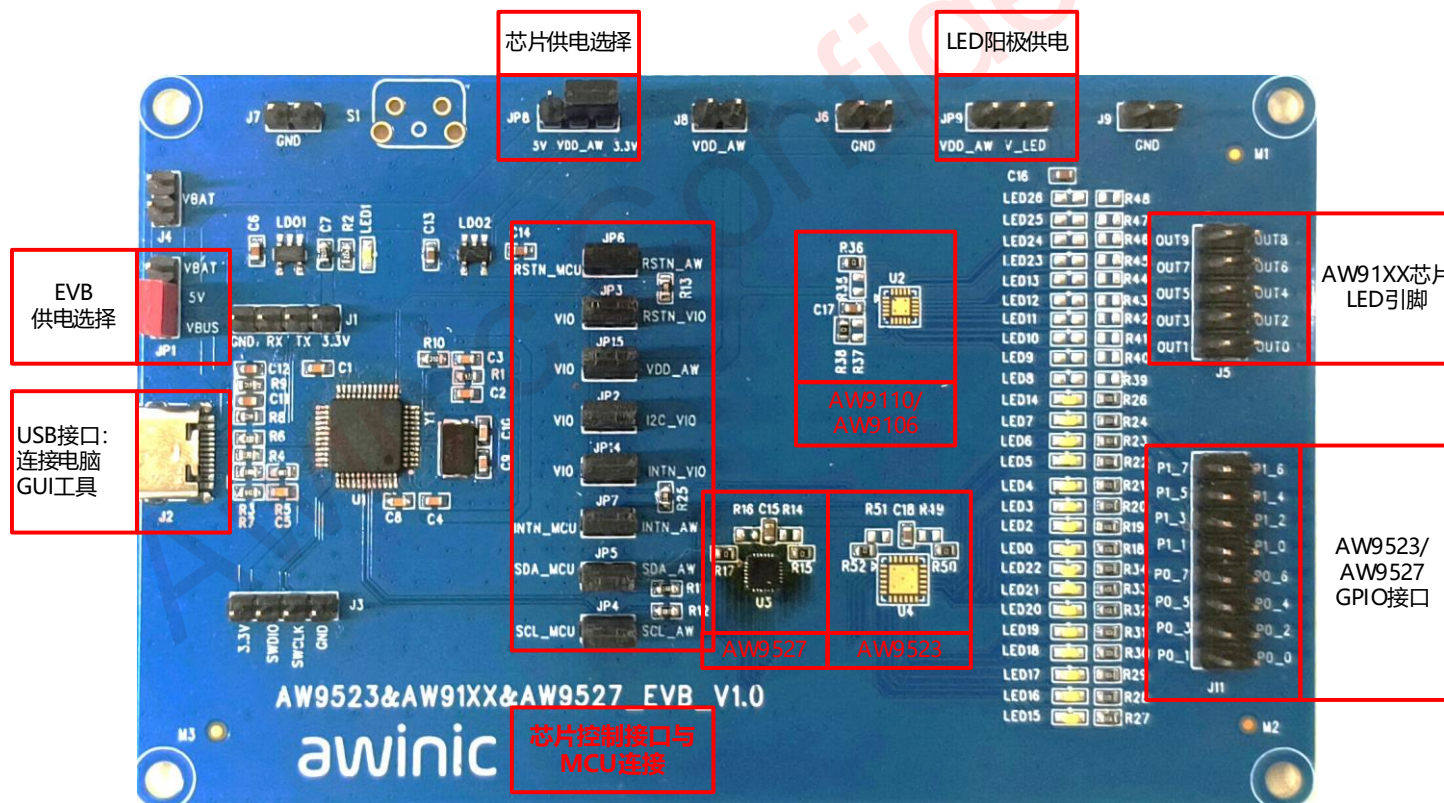 芯片供电选择
LED阳极供电
J7
GND
S1
JP8
5V VDD_AW 3.3V
J8
VDD_AW
J6
GND
JP9
VDD_AW V_LED
J9
GND
M1
VBAT
J4
EVB
供电选择
VBAT
5V
VBUS
JP1
C6
LDO1
C7
R2
LED1
C13
LDO2
C14
GND RX TX 3.3V
J1
USB接口:
连接电脑
GUI工具
J2
C12
R9
C11
R8
R6
R4
C1
U1
R10
C3
R1
C2
Y1
C10
C9
C8
C4
JP6
RSTN_MCU
RSTN_AW
R13
JP3
VIO
RSTN_VIO
JP15
VIO
VDD_AW
JP2
VIO
I2C_VIO
JP14
VIO
INTN_VIO
R25
JP7
INTN_MCU
INTN_AW
JP5
SDA_MCU
SDA_AW
JP4
R12
SCL_MCU
SCL_AW
3.3V
SWDIO
SWCLK
GND
J3
R36
R35
C17
R38
R37
U2
AW9110/
AW9106
R16 C15 R14
R17
R15
U3
AW9527
R51 C18 R49
R52
R50
U4
AW9523
C16
LED26
R48
LED25
R47
LED24
R46
LED23
R45
LED13
R44
LED12
R43
LED11
R42
LED10
R41
LED9
R40
LED8
R39
LED14
R26
LED7
R24
LED6
R23
LED5
R22
LED4
R21
LED3
R20
LED2
R19
LED0
R18
LED22
R34
LED21
R33
LED20
R32
LED19
R31
LED18
R30
LED17
R29
LED16
R28
LED15
R27
OUT9
OUT8
OUT7
OUT6
OUT5
OUT4
OUT3
OUT2
OUT1
OUT0
J5
AW91XX芯片
LED引脚
P1_7
P1_6
P1_5
P1_4
P1_3
P1_2
P1_1
P1_0
P0_7
P0_6
P0_5
P0_4
P0_3
P0_2
P0_1
P0_0
J11
AW9523/
AW9527
GPIO接口
M2
M3
AW9523&AW91XX&AW9527_EVB_V1.0
awinic
芯片控制接口与
MCU连接